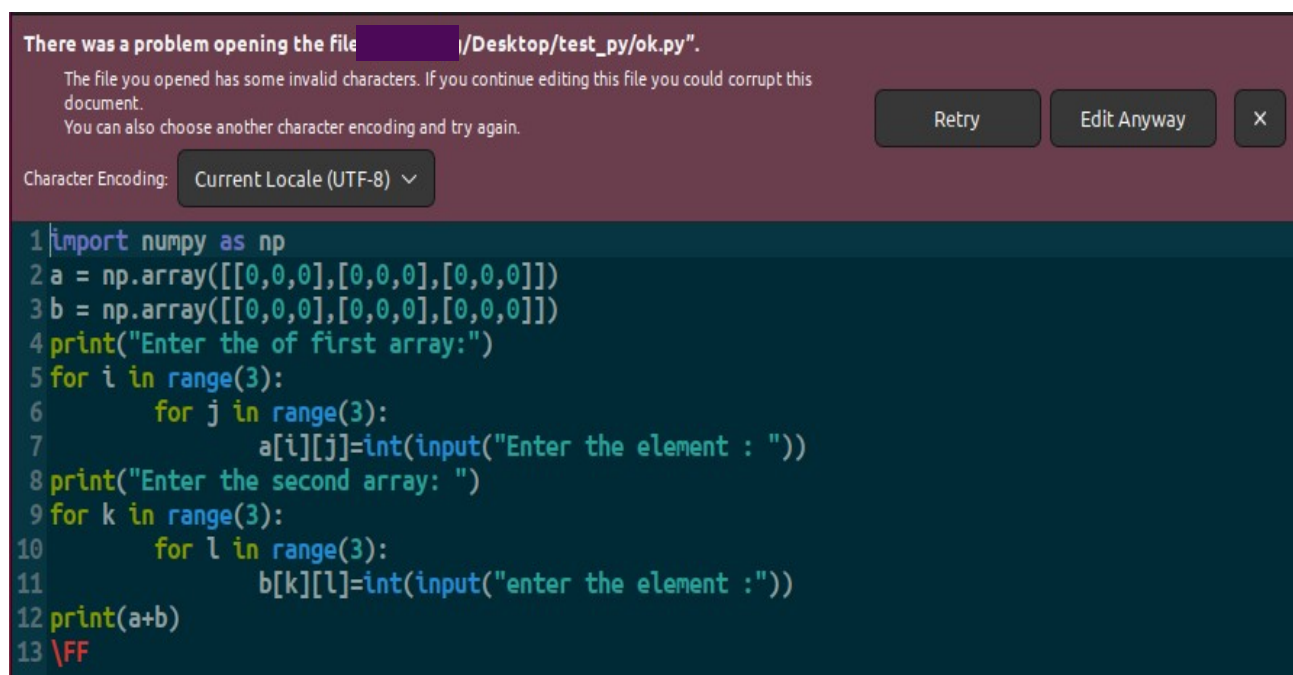 There was a problem opening the file /Desktop/test_py/ok.py”.
The file you opened has some invalid characters. If you continue editing this file you could corrupt this
document.
You can also choose another character encoding and try again.
Retry
Edit Anyway
×
Character Encoding:
Current Locale (UTF-8)
1 import numpy as np
2 a = np.array([[0,0,0],[0,0,0],[0,0,0]])
3 b = np.array([[0,0,0],[0,0,0],[0,0,0]])
4 print("Enter the of first array:")
5 for i in range(3):
6         for j in range(3):
7                 a[i][j]=int(input("Enter the element : "))
8 print("Enter the second array: ")
9 for k in range(3):
10         for l in range(3):
11                 b[k][l]=int(input("enter the element :"))
12 print(a+b)
13 \FF